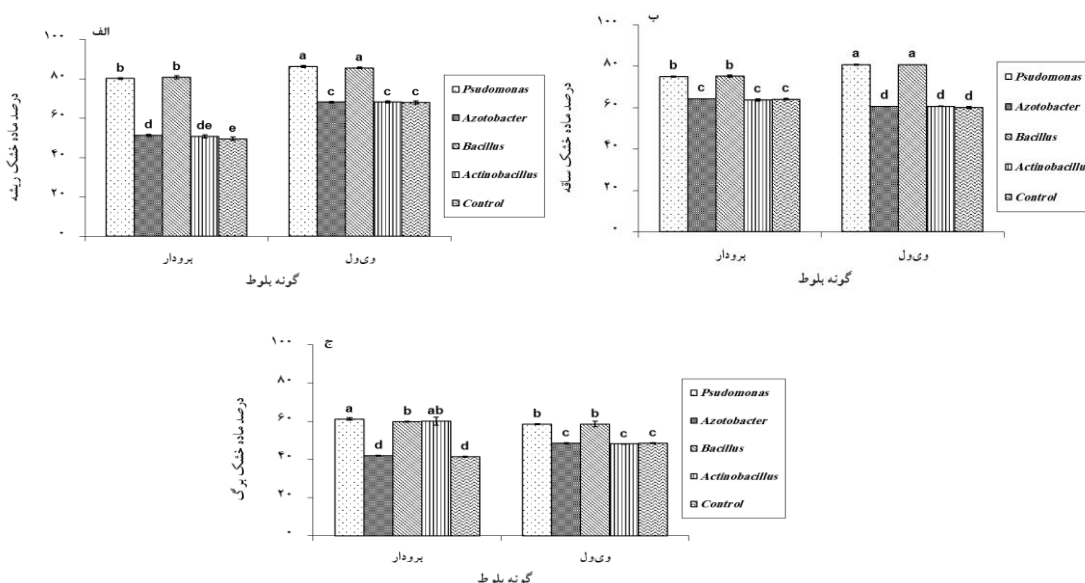 الف
۱۰۰
۸۰
۶۰
۴۰
۲۰
۰
درصد ماده خشک ریشه
b
d
b
de
e
a
c
a
c
c
برودار
وی‌ول
گونه بلوط
Psudomonas
Azotobacter
Bacillus
Actinobacillus
Control
ب
۱۰۰
۸۰
۶۰
۴۰
۲۰
۰
درصد ماده خشک ساقه
b
c
b
c
c
a
d
a
d
d
برودار
وی‌ول
گونه بلوط
Psudomonas
Azotobacter
Bacillus
Actinobacillus
Control
ج
۱۰۰
۸۰
۶۰
۴۰
۲۰
۰
درصد ماده خشک برگ
a
d
b
ab
d
b
c
b
c
c
برودار
وی‌ول
گونه بلوط
Psudomonas
Azotobacter
Bacillus
Actinobacillus
Control